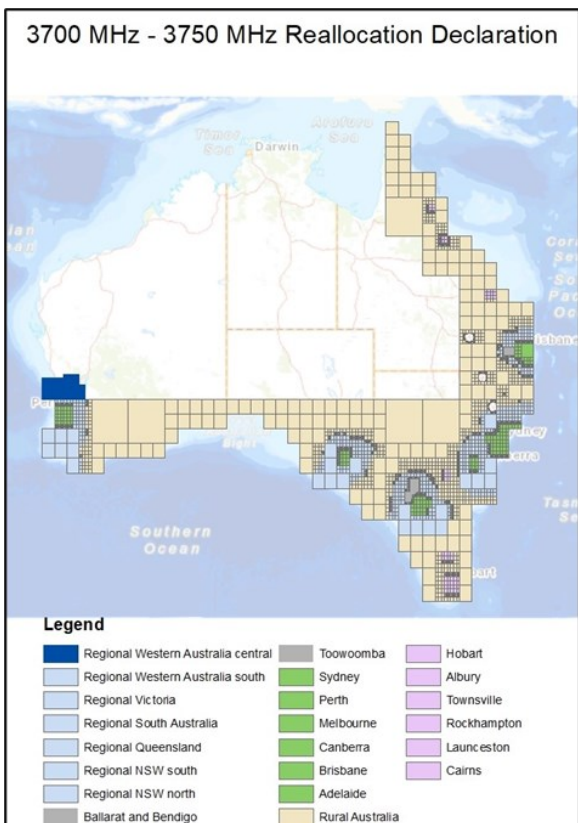 3700 MHz - 3750 MHz Reallocation Declaration
Timor
Sea
Darwin
Arafura
Sea
Southern
Ocean
Legend
Regional Western Australia central
Regional Western Australia south
Regional Victoria
Regional South Australia
Regional Queensland
Regional NSW south
Regional NSW north
Ballarat and Bendigo
Toowoomba
Sydney
Perth
Melbourne
Canberra
Brisbane
Adelaide
Rural Australia
Hobart
Albury
Townsville
Rockhampton
Launceston
Cairns